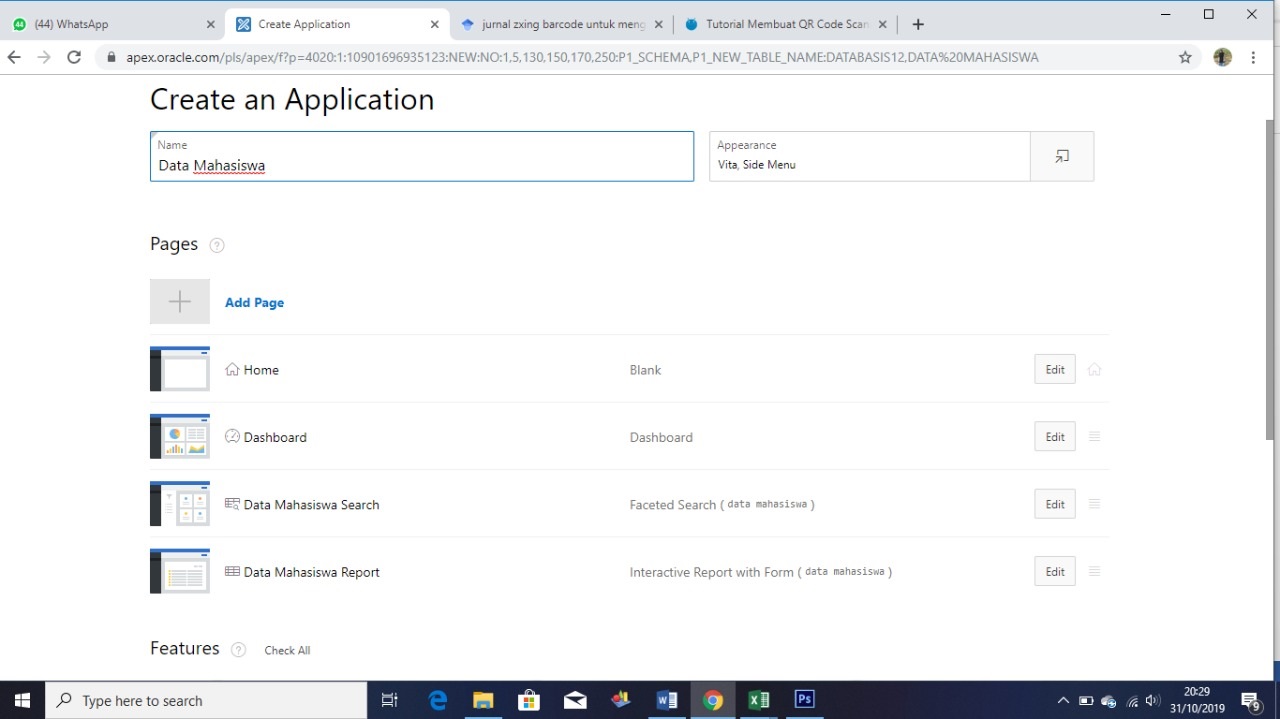 (44) WhatsApp
Create Application
jurnal zxing barcode untuk meng
Tutorial Membuat QR Code Scan
apex.oracle.com/pls/apex/f?p=4020:1:10901696935123:NEW:NO:1,5,130,150,170,250:P1_SCHEMA,P1_NEW_TABLE_NAME:DATABASIS12,DATA%20MAHASISWA
Create an Application
Name
Data Mahasiswa
Appearance
Vita, Side Menu
Pages ?
Add Page
Home Blank Edit
Dashboard Dashboard Edit
Data Mahasiswa Search Faceted Search ( data mahasiswa ) Edit
Data Mahasiswa Report Interactive Report with Form ( data mahasiswa ) Edit
Features ? Check All
Type here to search
20:29
31/10/2019